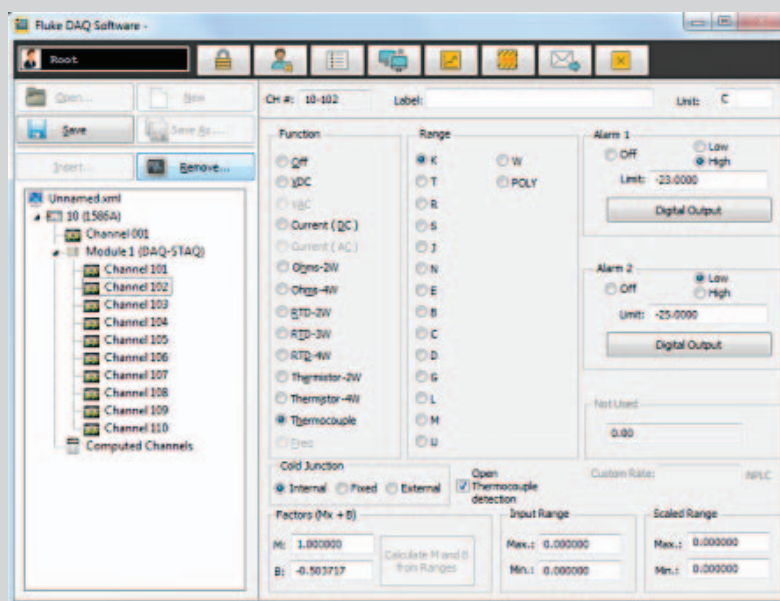 Fluke DAQ Software -
Root
Open... New
Save Save As....
Insert... Remove...
Unnamed.xml
10 (1586A)
Channel 001
Module 1 (DAQ-STAQ)
Channel 101
Channel 102
Channel 103
Channel 104
Channel 105
Channel 106
Channel 107
Channel 108
Channel 109
Channel 110
Computed Channels
CH #: 10-102 Label: Unit: C
Function
Off
VDC
VAC
Current ( DC )
Current ( AC )
Ohms-2W
Ohms-4W
RTD-2W
RTD-3W
RTD-4W
Thermistor-2W
Thermistor-4W
Thermocouple
Freq
Range
K W
T POLY
R
S
J
N
E
B
C
D
G
L
M
U
Alarm 1
Off Low
High
Limit: -23.0000
Digital Output
Alarm 2
Off Low
High
Limit: -25.0000
Digital Output
Not Used
0.00
Custom Rate: NPLC
Cold Junction
Internal Fixed External
Open
Thermocouple
detection
Factors (Mx + B)
M: 1.000000
B: -0.503717
Calculate M and B
from Ranges
Input Range
Max.: 0.000000
Min.: 0.000000
Scaled Range
Max.: 0.000000
Min.: 0.000000